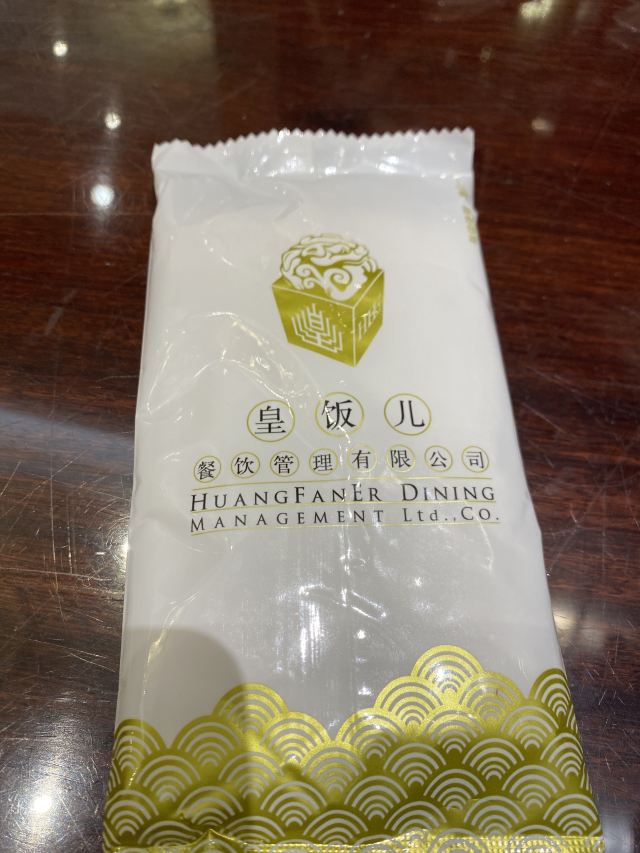 皇饭儿
餐饮管理有限公司
HUANGFANER DINING
MANAGEMENT Ltd.,Co.